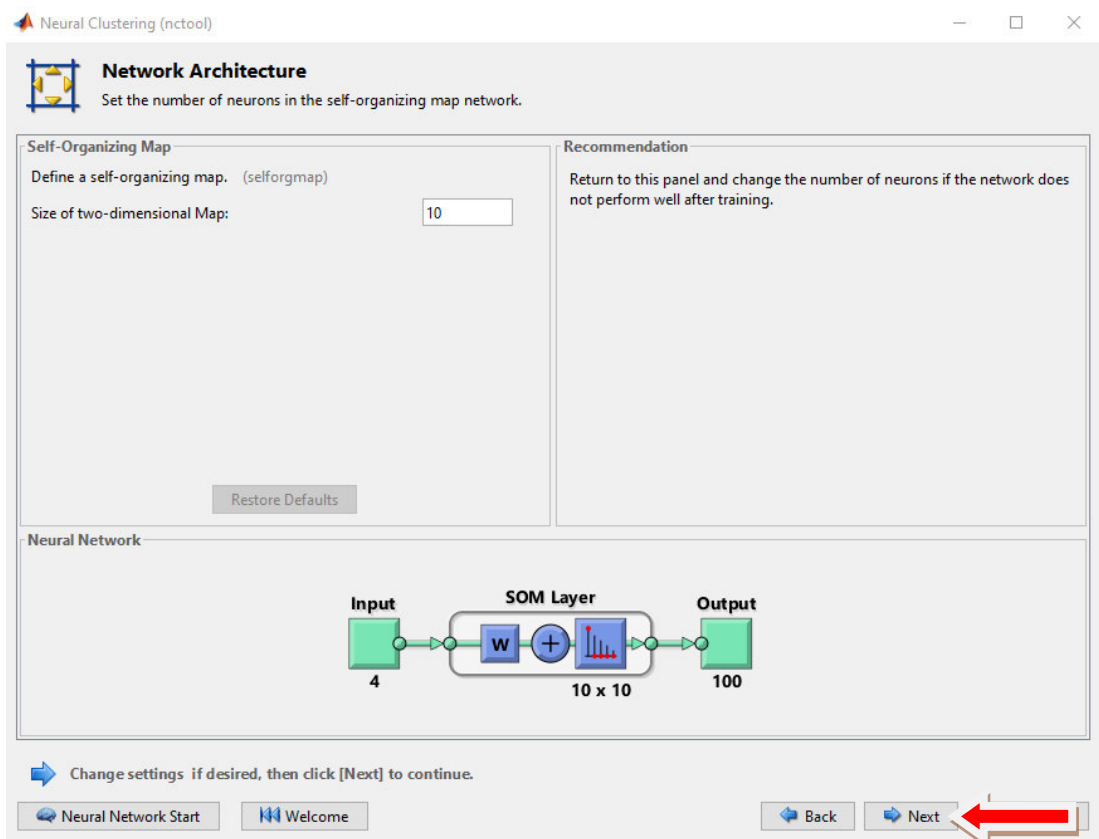 Neural Clustering (nctool)
Network Architecture
Set the number of neurons in the self-organizing map network.
Self-Organizing Map
Define a self-organizing map. (selforgmap)
Size of two-dimensional Map: 10
Restore Defaults
Recommendation
Return to this panel and change the number of neurons if the network does
not perform well after training.
Neural Network
Input
SOM Layer
Output
W
4
10 x 10
100
Change settings if desired, then click [Next] to continue.
Neural Network Start
Welcome
Back
Next